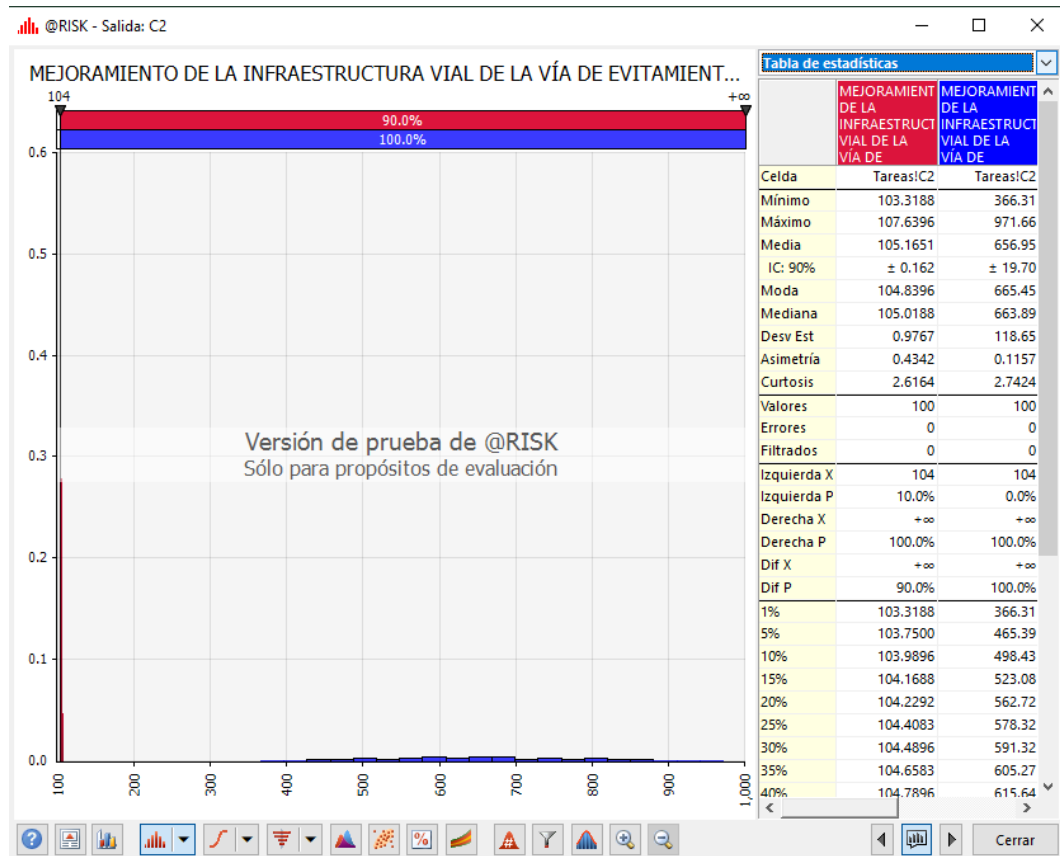 @RISK - Salida: C2
MEJORAMIENTO DE LA INFRAESTRUCTURA VIAL DE LA VÍA DE EVITAMIENT...
104 +∞
90.0%
100.0%
0.6
0.5
0.4
0.3
0.2
0.1
0.0
Versión de prueba de @RISK
Sólo para propósitos de evaluación
100 200 300 400 500 600 700 800 900 1,000
Tabla de estadísticas
MEJORAMIENT MEJORAMIENT
DE LA DE LA
INFRAESTRUCT INFRAESTRUCT
VIAL DE LA VIAL DE LA
VÍA DE VÍA DE
Celda Tareas!C2 Tareas!C2
Mínimo 103.3188 366.31
Máximo 107.6396 971.66
Media 105.1651 656.95
IC: 90% ± 0.162 ± 19.70
Moda 104.8396 665.45
Mediana 105.0188 663.89
Desv Est 0.9767 118.65
Asimetría 0.4342 0.1157
Curtosis 2.6164 2.7424
Valores 100 100
Errores 0 0
Filtrados 0 0
Izquierda X 104 104
Izquierda P 10.0% 0.0%
Derecha X +∞ +∞
Derecha P 100.0% 100.0%
Dif X +∞ +∞
Dif P 90.0% 100.0%
1% 103.3188 366.31
5% 103.7500 465.39
10% 103.9896 498.43
15% 104.1688 523.08
20% 104.2292 562.72
25% 104.4083 578.32
30% 104.4896 591.32
35% 104.6583 605.27
40% 104.7896 615.64
Cerrar